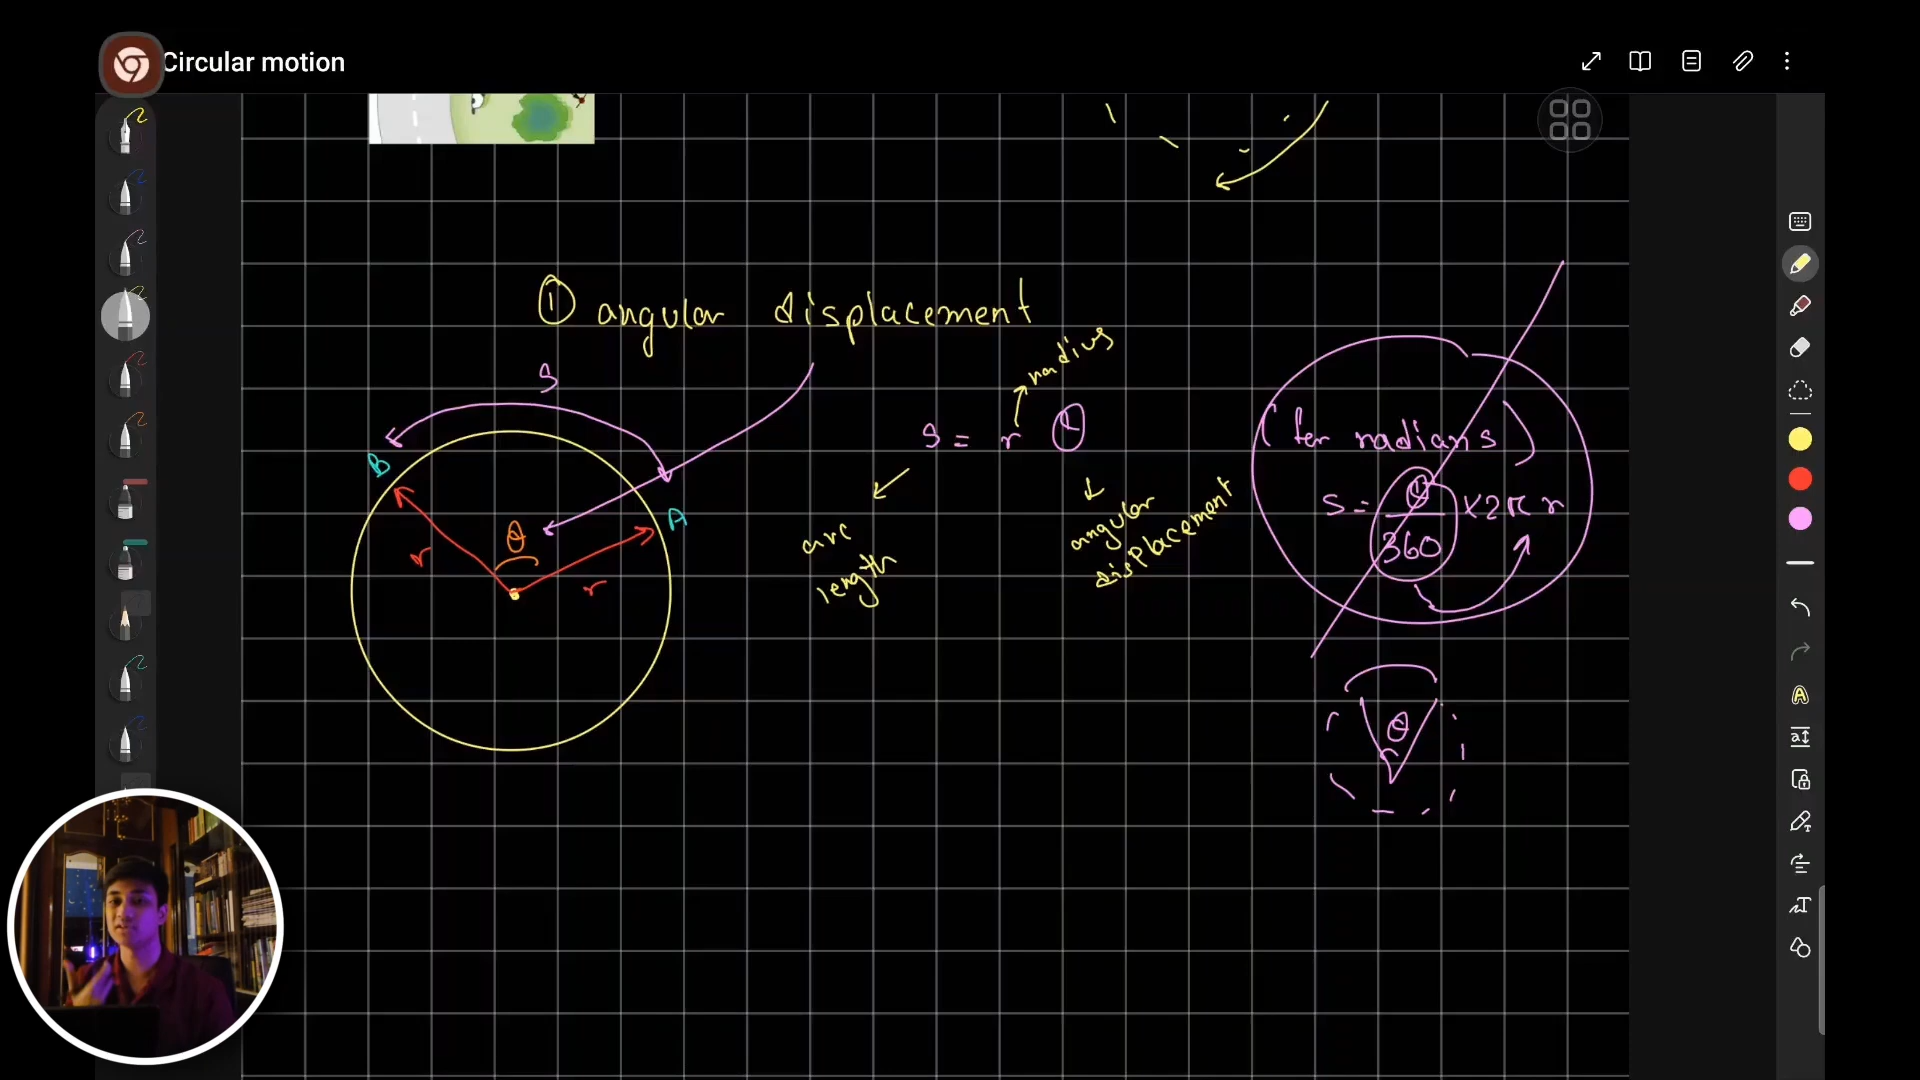 Circular motion
① angular displacement
S
B
A
θ
r
r
s = r θ
radius
arc
length
angular
displacement
(for radians)
s = θ/360 × 2π r
θ